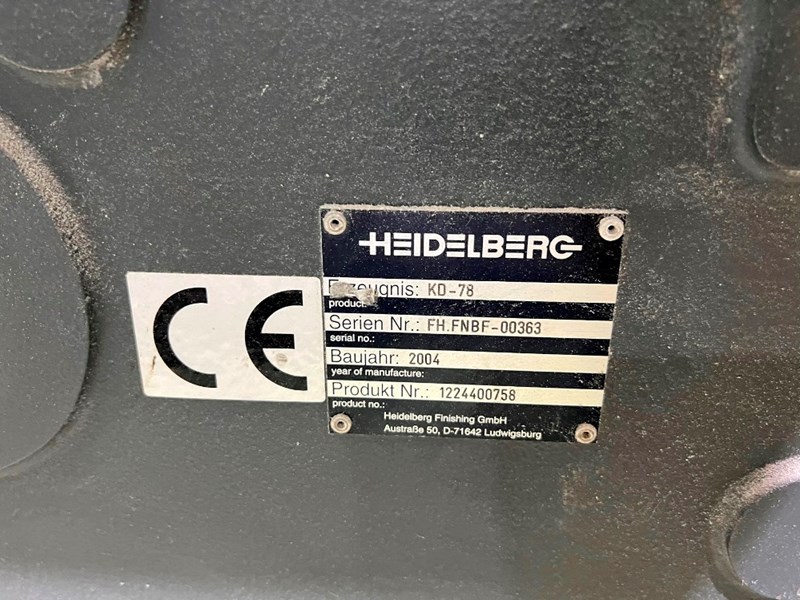 HEIDELBERG
Erzeugnis: KD-78
product:
Serien Nr.: FH.FNBF-00363
serial no.:
Baujahr: 2004
year of manufacture:
Produkt Nr.: 1224400758
product no.:
Heidelberg Finishing GmbH
Austraße 50, D-71642 Ludwigsburg
CE